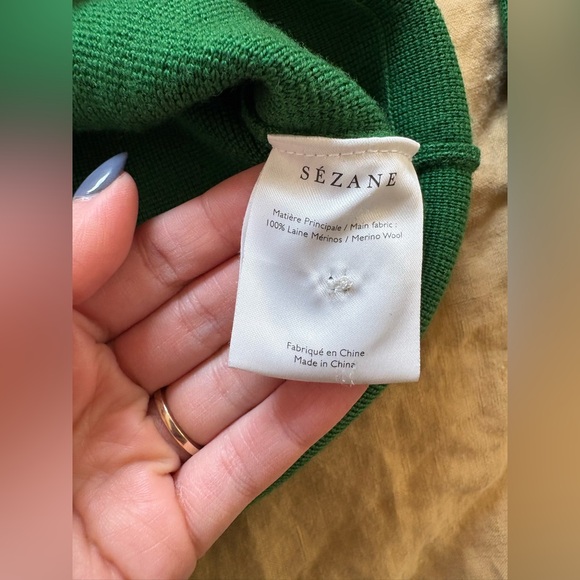 SÉZANE
Matière Principale / Main fabric :
100% Laine Mérinos / Merino Wool
Fabriqué en Chine
Made in China